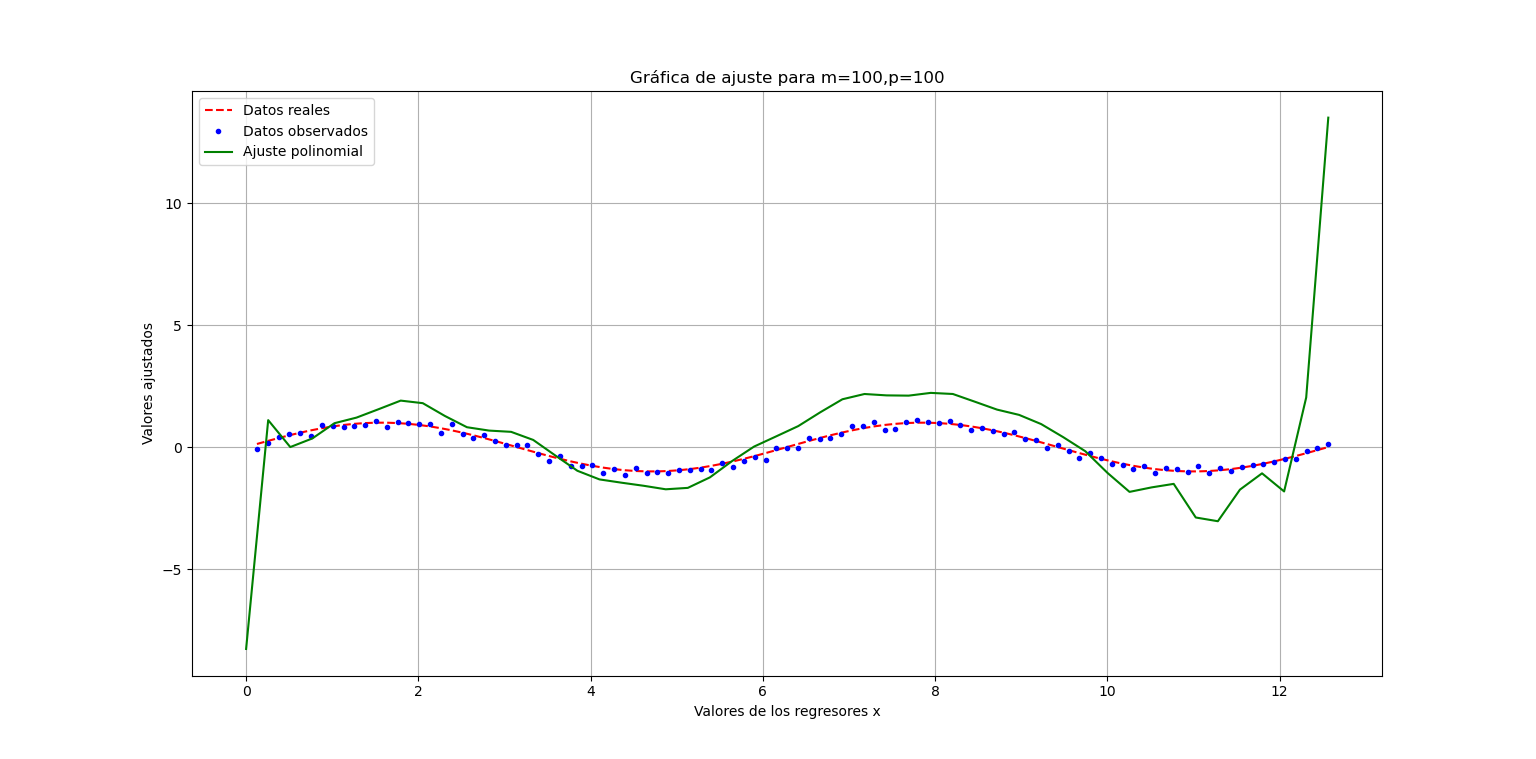 Gráfica de ajuste para m=100,p=100
Datos reales
Datos observados
Ajuste polinomial
Valores ajustados
10
5
0
−5
0
2
4
6
8
10
12
Valores de los regresores x